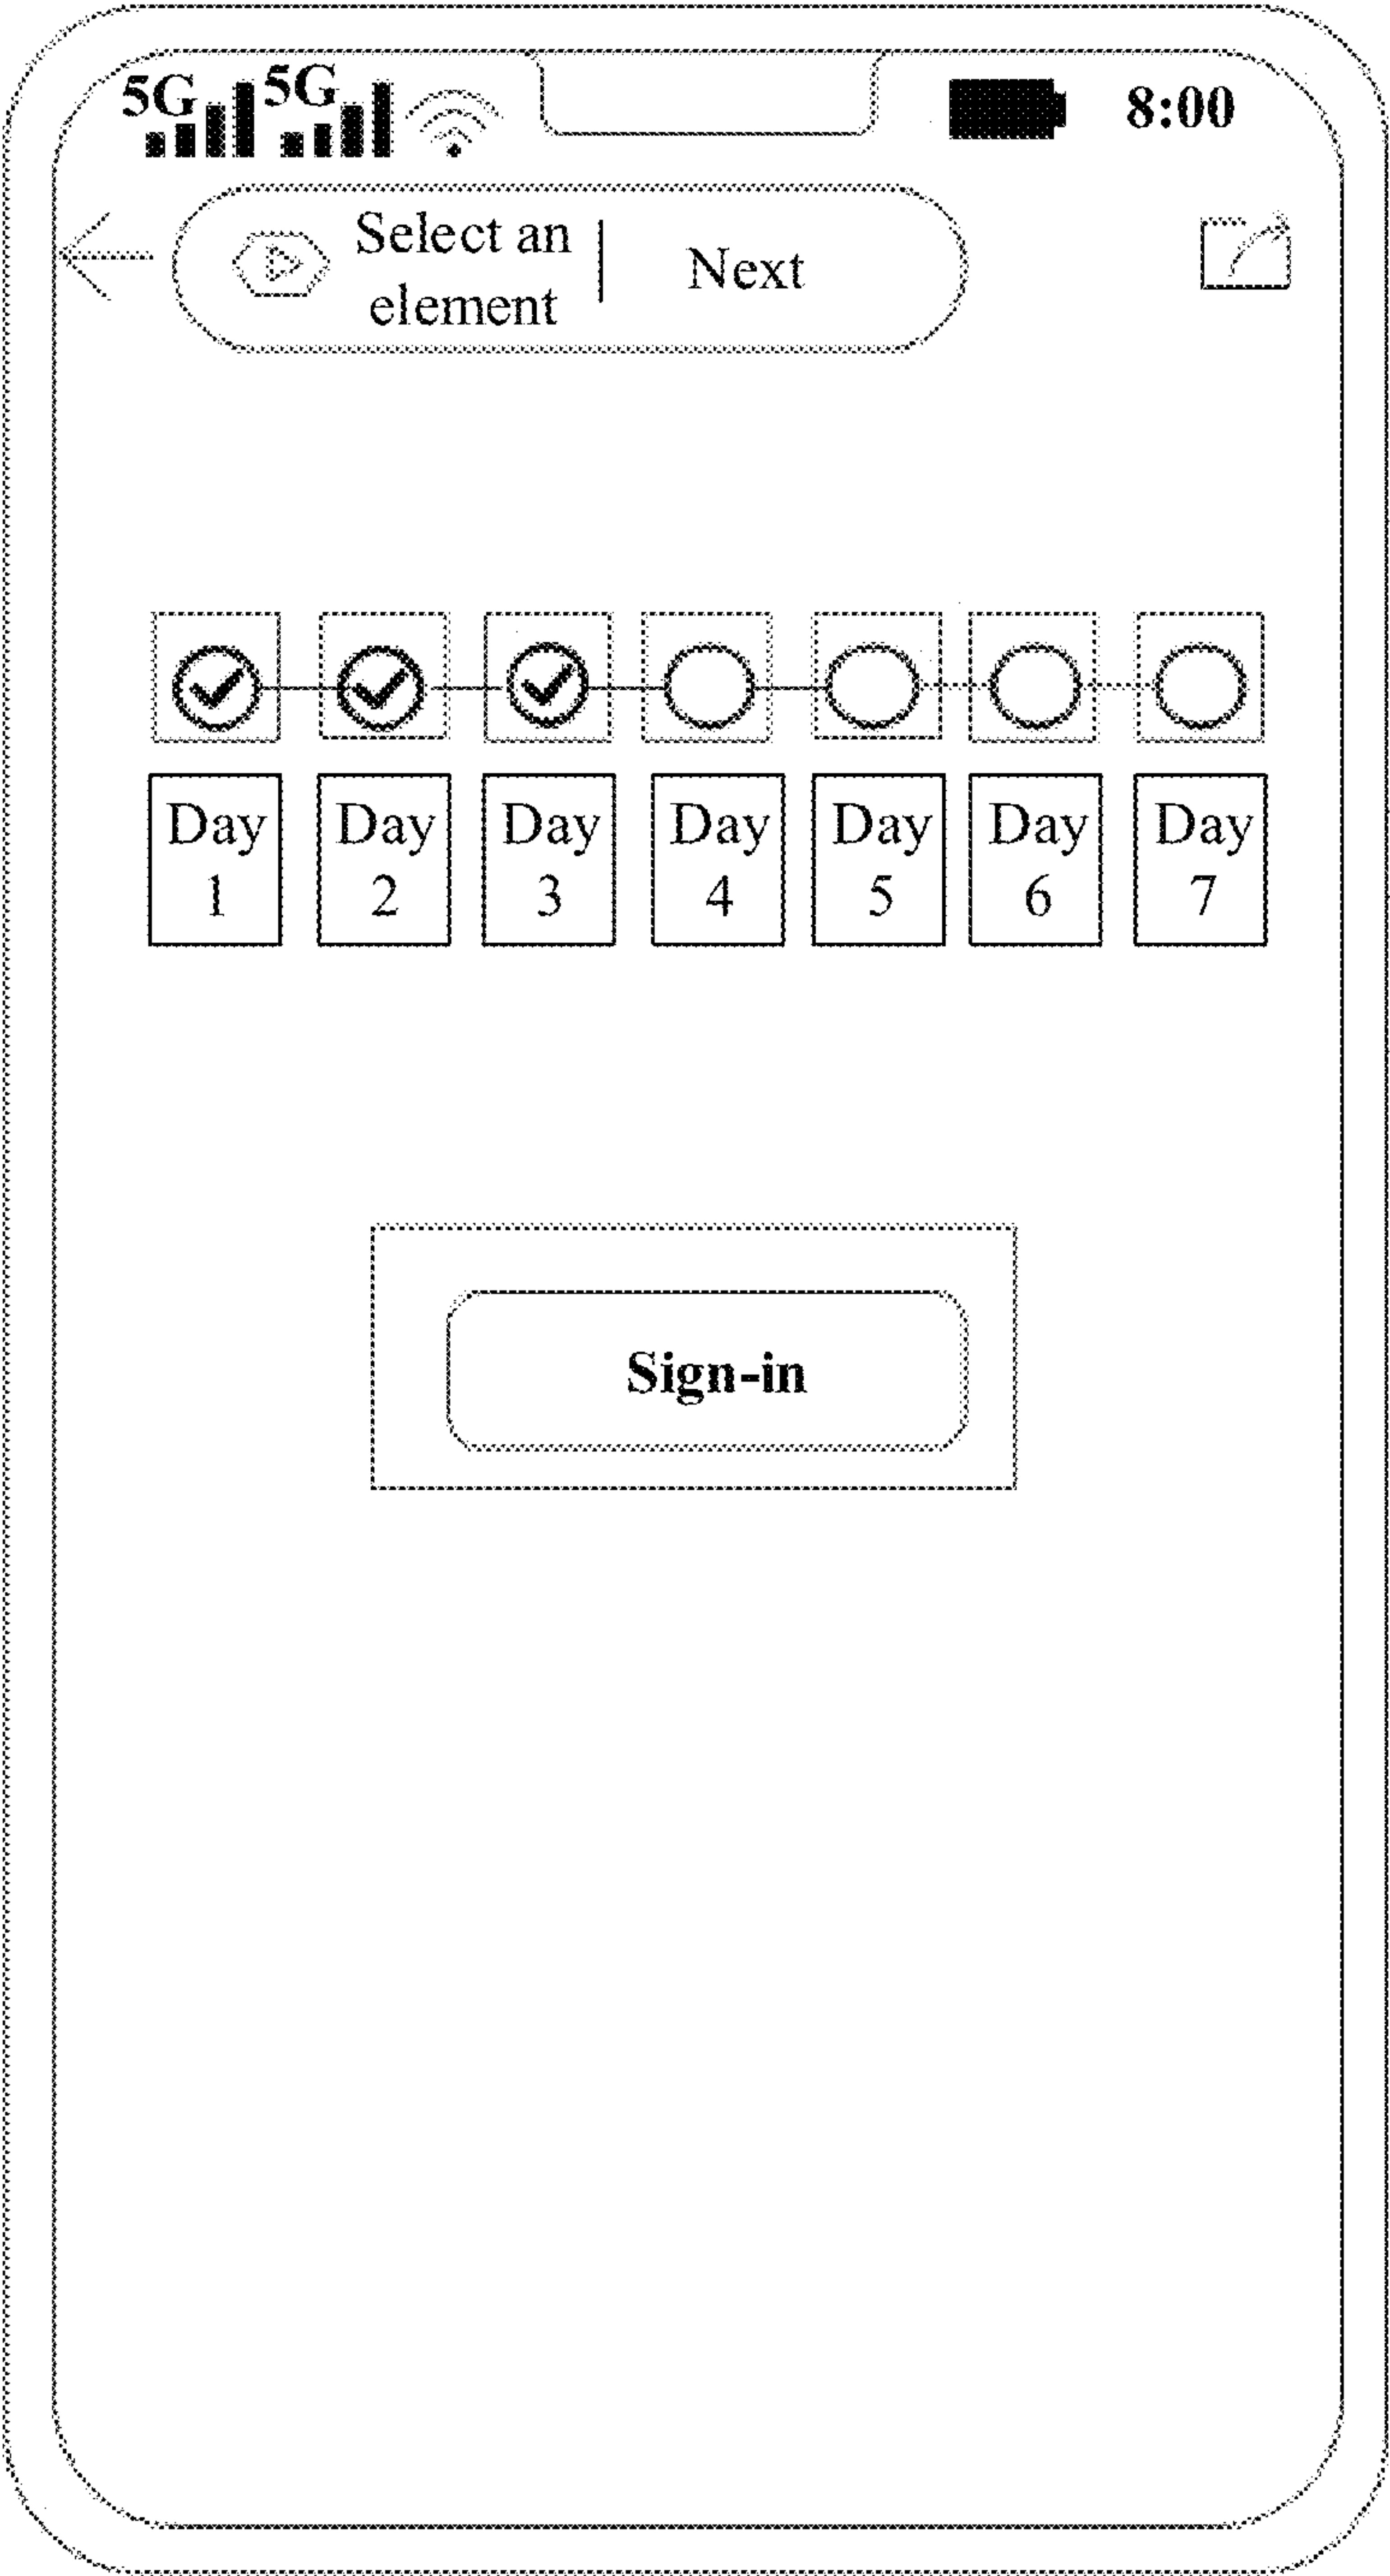 5G 5G 8:00
Select an
element
Next
Day Day Day Day Day Day Day
1 2 3 4 5 6 7
Sign-in